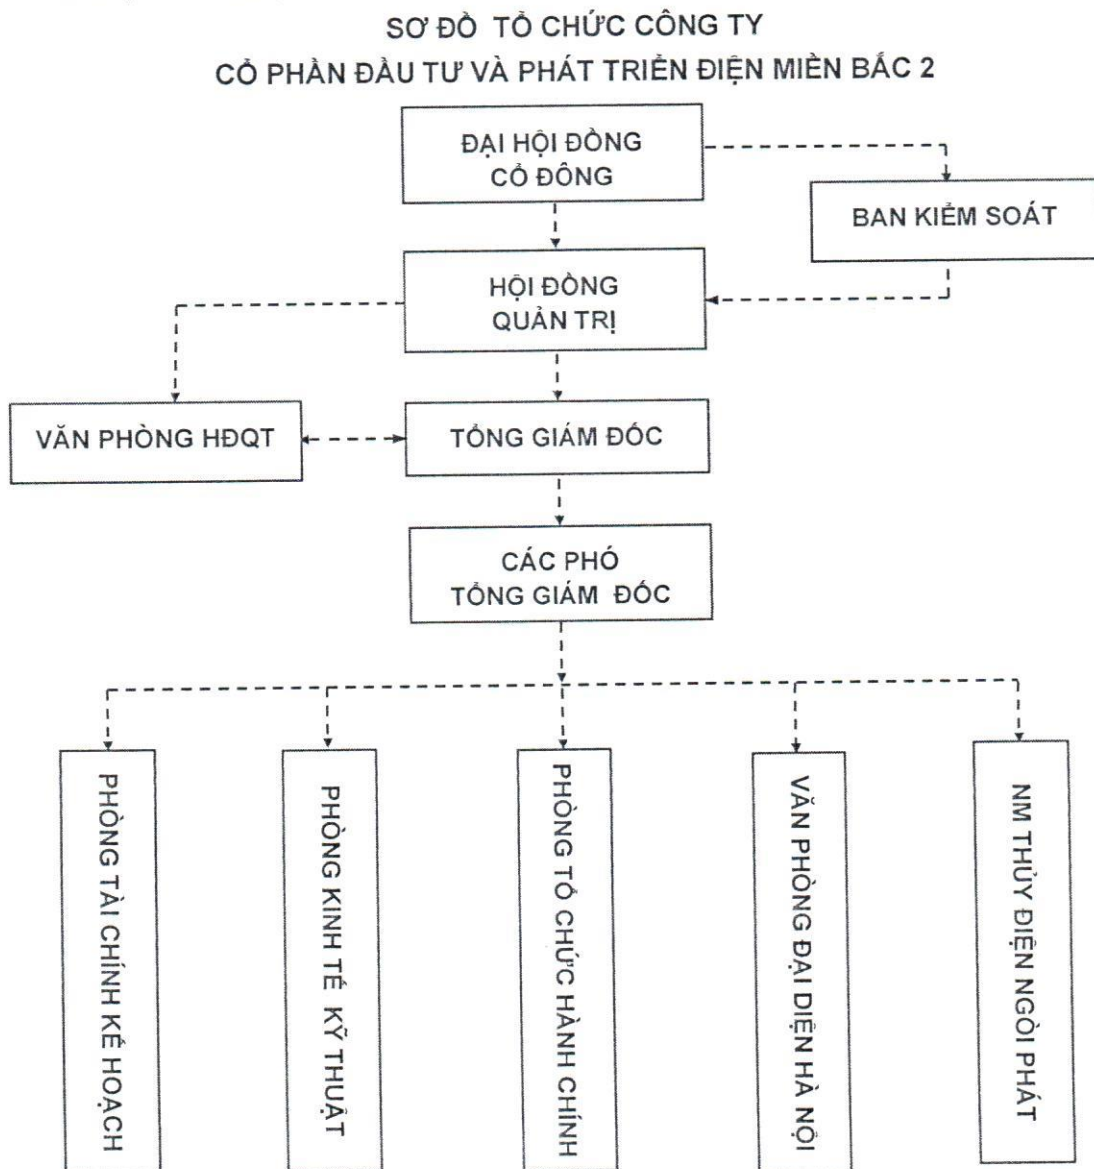 SƠ ĐỒ TỔ CHỨC CÔNG TY
CỔ PHẦN ĐẦU TƯ VÀ PHÁT TRIỂN ĐIỆN MIỀN BẮC 2
ĐẠI HỘI ĐỒNG
CỔ ĐÔNG
BAN KIỂM SOÁT
HỘI ĐỒNG
QUẢN TRỊ
VĂN PHÒNG HĐQT
TỔNG GIÁM ĐỐC
CÁC PHÓ
TỔNG GIÁM ĐỐC
PHÒNG TÀI CHÍNH KẾ HOẠCH
PHÒNG KINH TẾ KỸ THUẬT
PHÒNG TỔ CHỨC HÀNH CHÍNH
VĂN PHÒNG ĐẠI DIỆN HÀ NỘI
NM THỦY ĐIỆN NGÒI PHÁT